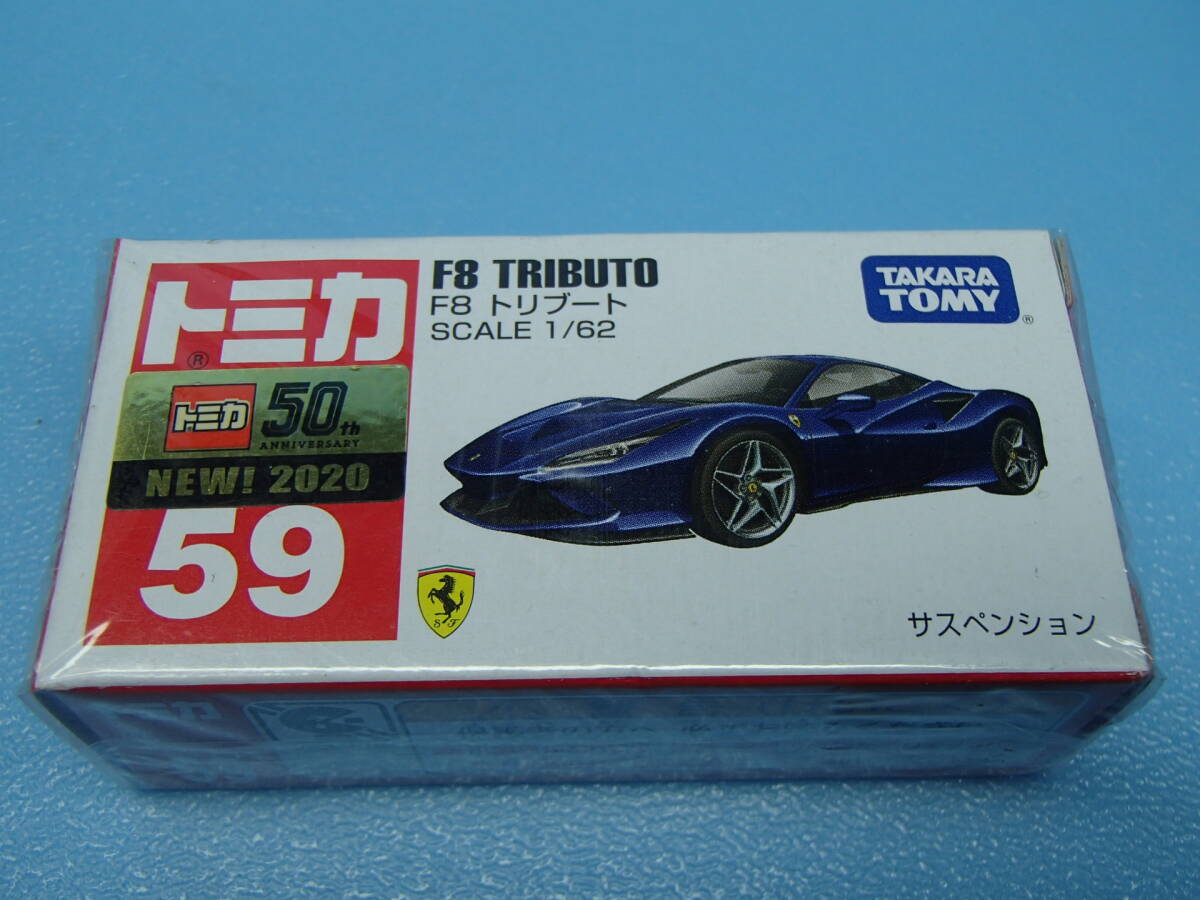 トミカ
®
トミカ 50th
ANNIVERSARY
NEW! 2020
59
F8 TRIBUTO
F8 トリブート
SCALE 1/62
TAKARA
TOMY
®
S F
サスペンション